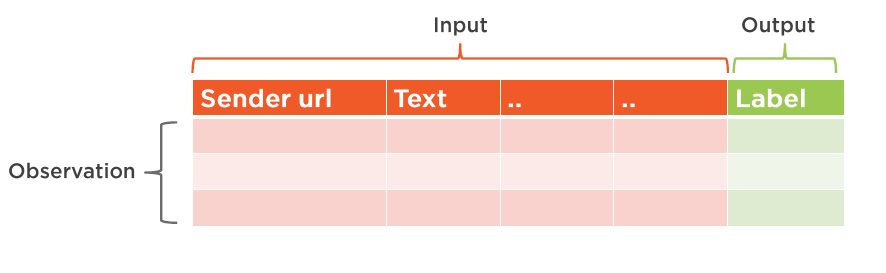 Input
Output
Sender url
Text
..
..
Label
Observation